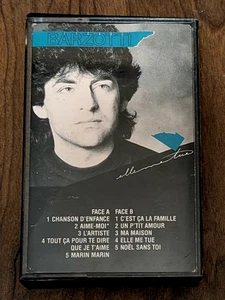 BARZOTTI
elle me tue
FACE A
1 CHANSON D'ENFANCE
2 AIME-MOI*
3 L'ARTISTE
4 TOUT ÇA POUR TE DIRE
QUE JE T'AIME
5 MARIN MARIN
FACE B
1 C'EST ÇA LA FAMILLE
2 UN P'TIT AMOUR
3 MA MAISON
4 ELLE ME TUE
5 NOËL SANS TOI